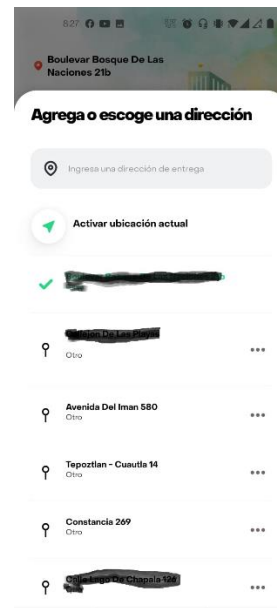 8:27
Boulevar Bosque De Las
Naciones 21b
Agrega o escoge una dirección
Ingresa una dirección de entrega
Activar ubicación actual
Otro
Avenida Del Iman 580
Otro
Tepoztlan - Cuautla 14
Otro
Constancia 269
Otro